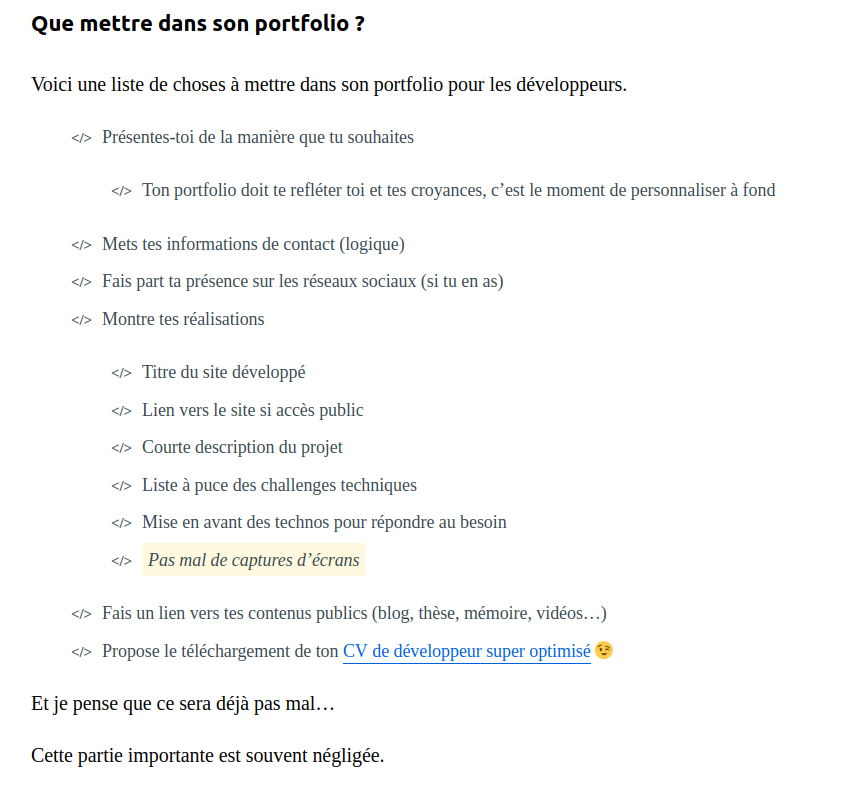 Que mettre dans son portfolio ?
Voici une liste de choses à mettre dans son portfolio pour les développeurs.
</> Présentes-toi de la manière que tu souhaites
</> Ton portfolio doit te refléter toi et tes croyances, c’est le moment de personnaliser à fond
</> Mets tes informations de contact (logique)
</> Fais part ta présence sur les réseaux sociaux (si tu en as)
</> Montre tes réalisations
</> Titre du site développé
</> Lien vers le site si accès public
</> Courte description du projet
</> Liste à puce des challenges techniques
</> Mise en avant des technos pour répondre au besoin
</> Pas mal de captures d’écrans
</> Fais un lien vers tes contenus publics (blog, thèse, mémoire, vidéos…)
</> Propose le téléchargement de ton CV de développeur super optimisé 😉
Et je pense que ce sera déjà pas mal…
Cette partie importante est souvent négligée.